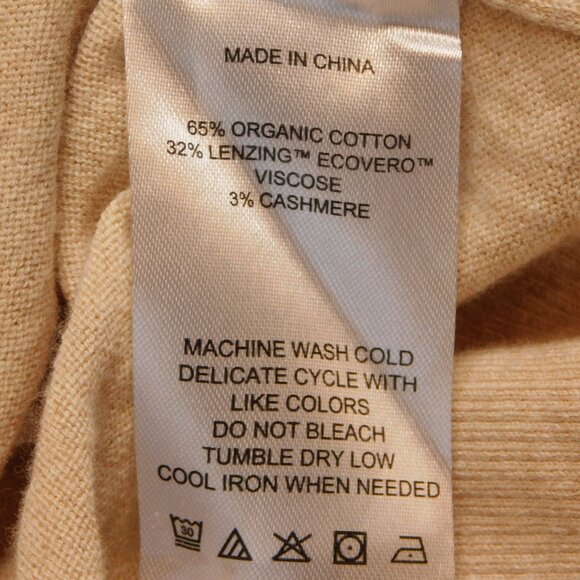 MADE IN CHINA
65% ORGANIC COTTON
32% LENZING™ ECOVERO™
VISCOSE
3% CASHMERE
MACHINE WASH COLD
DELICATE CYCLE WITH
LIKE COLORS
DO NOT BLEACH
TUMBLE DRY LOW
COOL IRON WHEN NEEDED
30